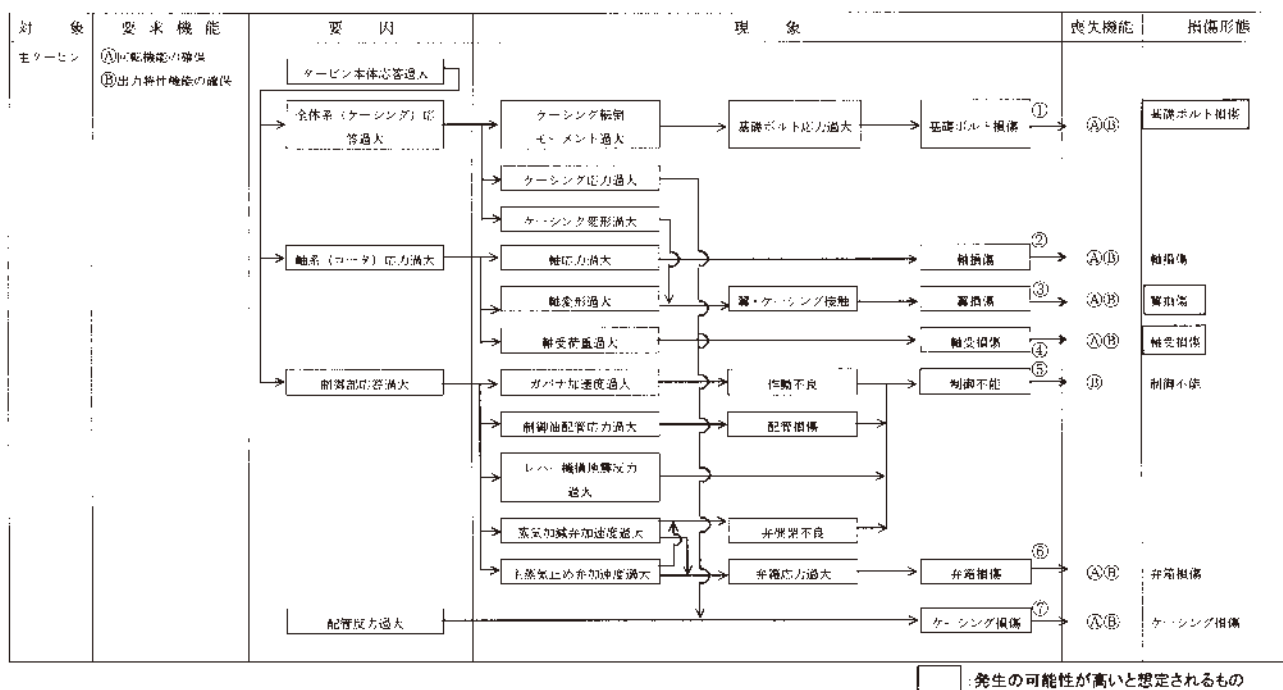 対象 要求機能 要因 現象 喪失機能 損傷形態
主タービン
Ⓐ回転機能の確保
Ⓑ出力特性機能の確保
タービン本体応答過大
全体系（ケーシング）応
答過大
ケーシング転倒
モーメント過大
基礎ボルト応力過大
基礎ボルト損傷
①
ⒶⒷ
基礎ボルト損傷
ケーシング応力過大
ケーシング変形過大
軸系（ロータ）応力過大
軸応力過大
軸損傷
②
ⒶⒷ
軸損傷
軸変形過大
翼・ケーシング接触
翼損傷
③
ⒶⒷ
翼損傷
軸受荷重過大
軸受損傷
④
ⒶⒷ
軸受損傷
制御部応答過大
ガバナ加速度過大
作動不良
制御不能
⑤
Ⓑ
制御不能
制御油配管応力過大
配管損傷
レバー機構地震反力
過大
蒸気加減弁加速度過大
弁開閉不良
主蒸気止め弁加速度過大
弁箱応力過大
弁箱損傷
⑥
ⒶⒷ
弁箱損傷
配管反力過大
ケーシング損傷
⑦
ⒶⒷ
ケーシング損傷
:発生の可能性が高いと想定されるもの